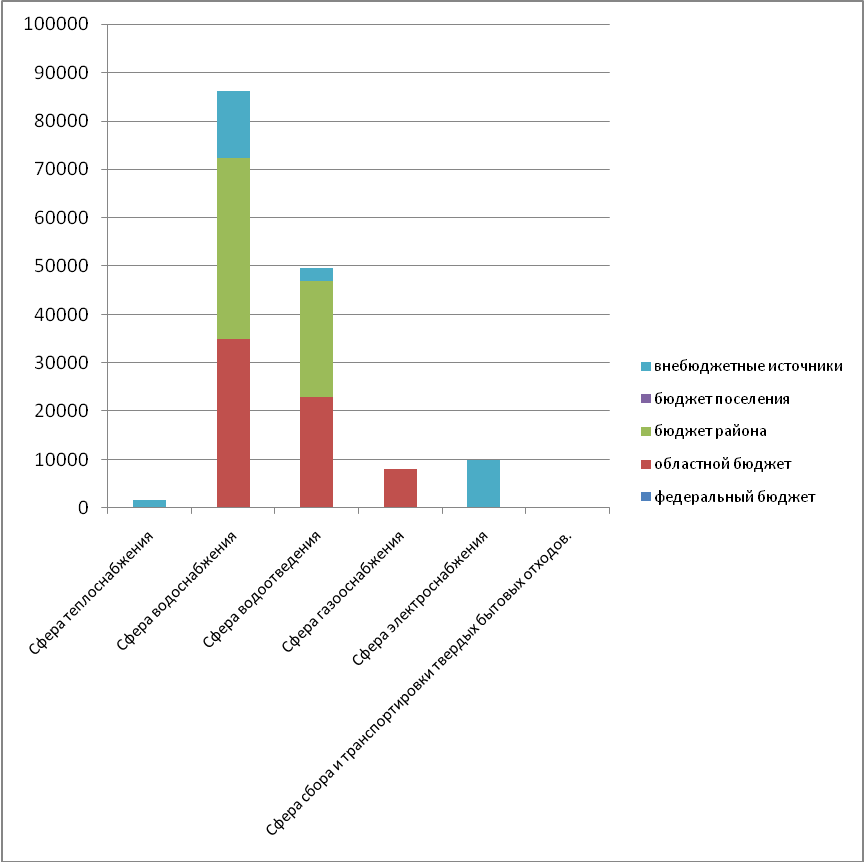 100000
90000
80000
70000
60000
50000
40000
30000
20000
10000
0
Сфера теплоснабжения
Сфера водоснабжения
Сфера водоотведения
Сфера газооснабжения
Сфера электроснабжения
Сфера сбора и транспортировки твердых бытовых отходов.
внебюджетные источники
бюджет поселения
бюджет района
областной бюджет
федеральный бюджет